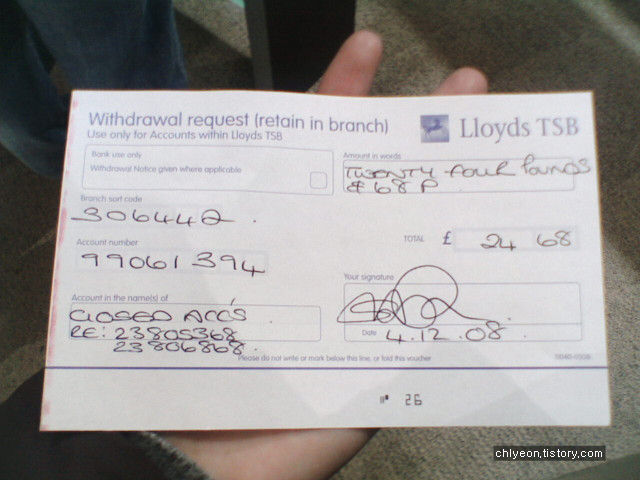 Withdrawal request (retain in branch)
Use only for Accounts within Lloyds TSB
Lloyds TSB
Bank use only
Withdrawal Notice given where applicable
Amount in words
TWENTY FOUR POUNDS
& 68 P
Branch sort code
306442
TOTAL £ 24 68
Account number
99061394
Your signature
Account in the name(s) of
CLOSED ACC'S
RE: 23805368
23806868.
Date
4.12.08.
Please do not write or mark below this line, or fold this voucher
26
chlyeon.tistory.com